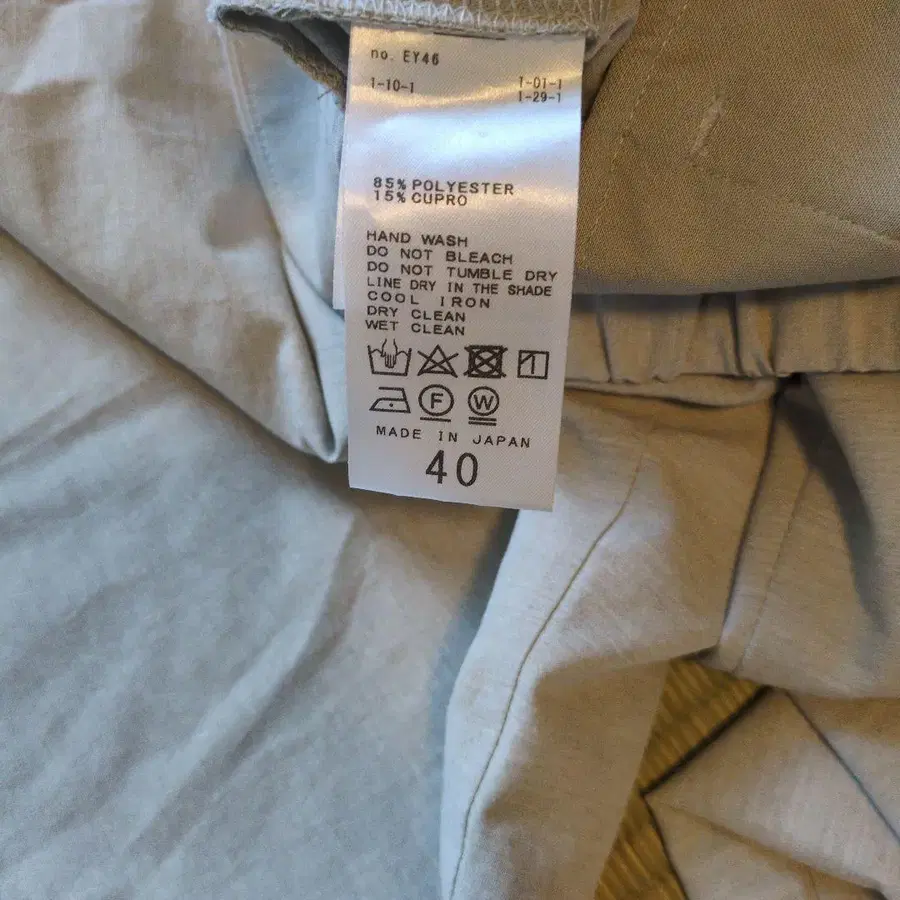 no. EY46
1-10-1 1-01-1
1-29-1
85% POLYESTER
15% CUPRO
HAND WASH
DO NOT BLEACH
DO NOT TUMBLE DRY
LINE DRY IN THE SHADE
COOL IRON
DRY CLEAN
WET CLEAN
F W
MADE IN JAPAN
40